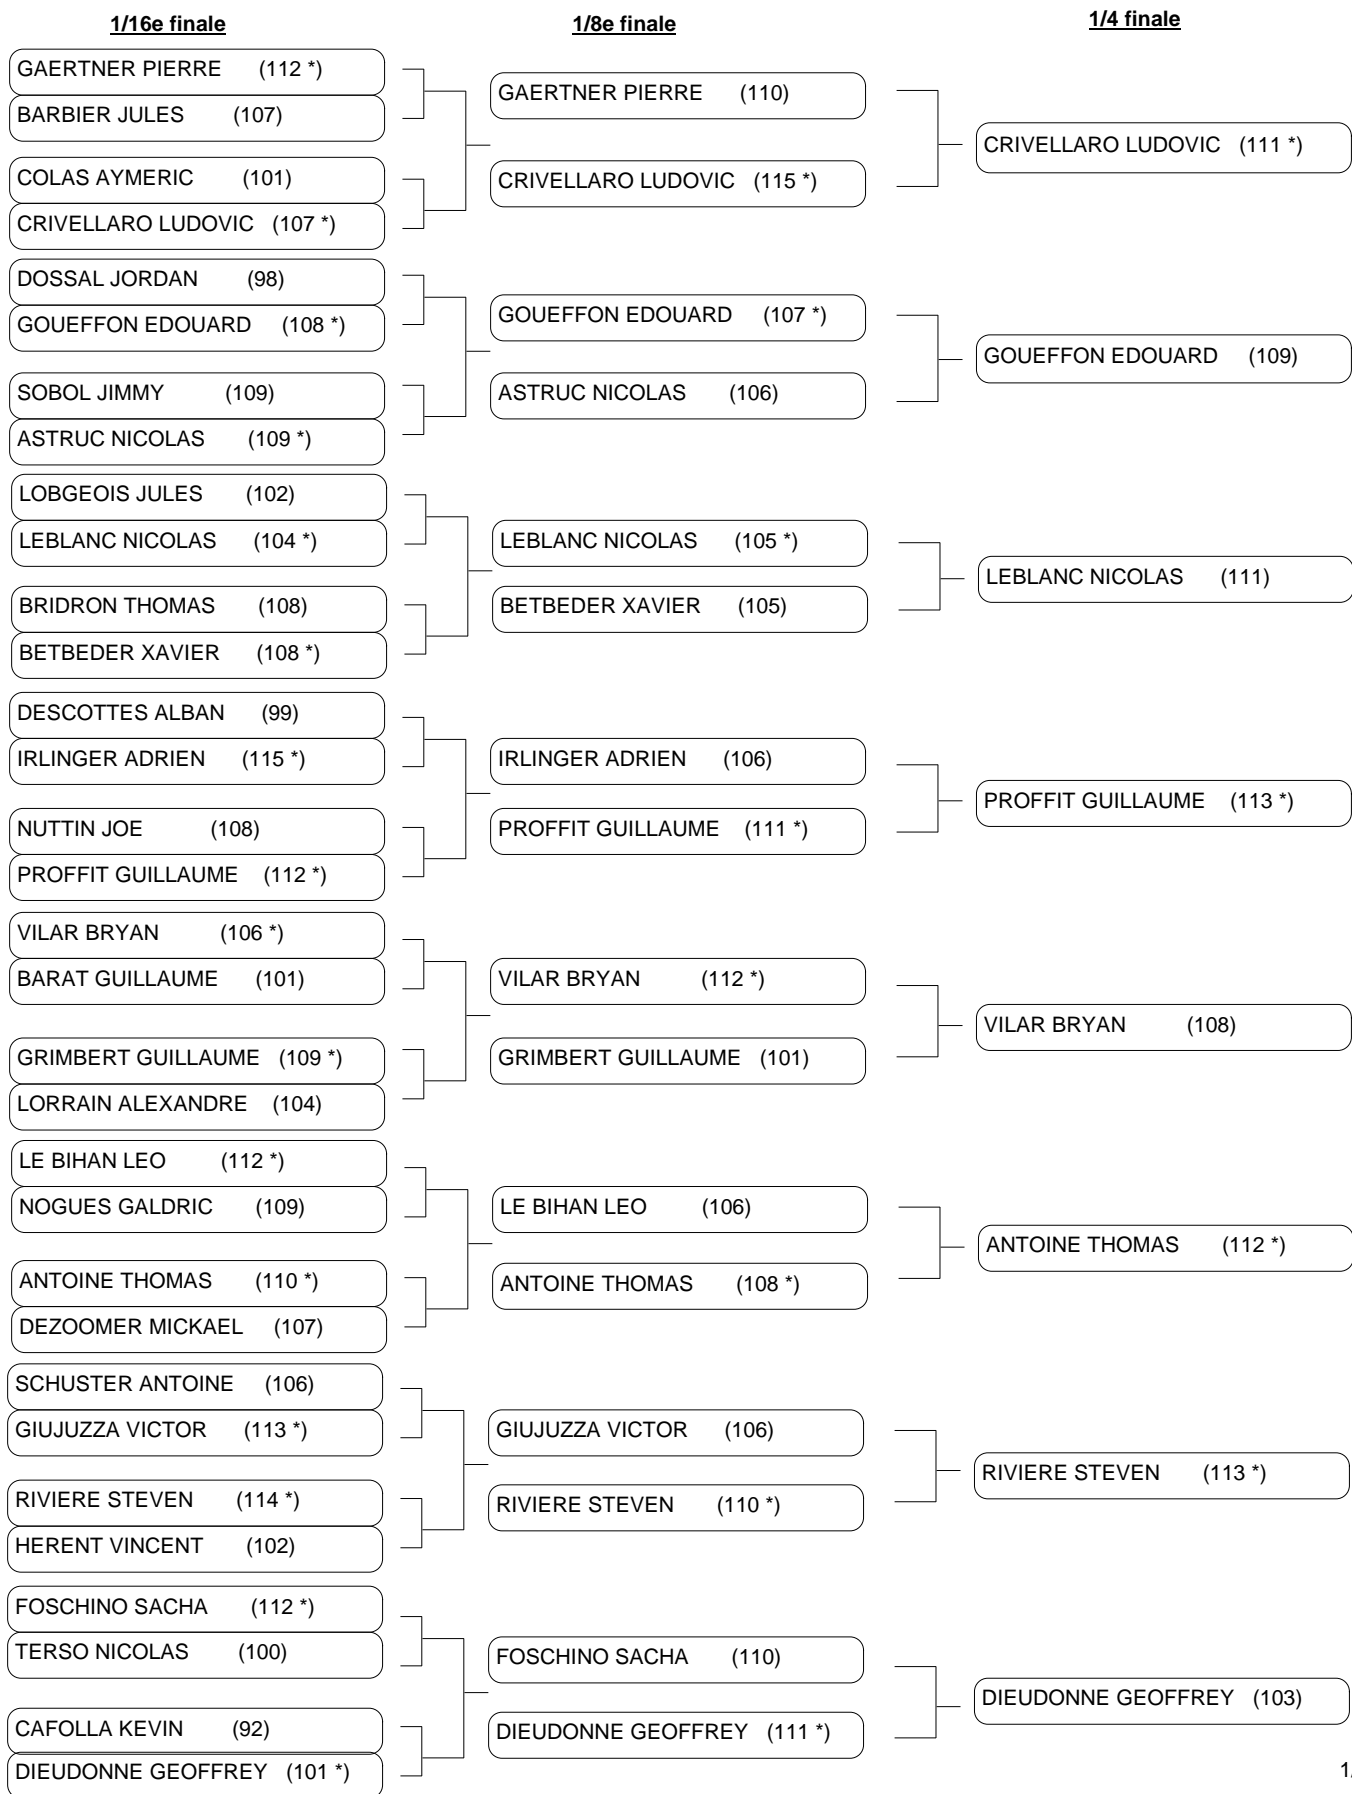 1/16e finale
1/8e finale
1/4 finale
GAERTNER PIERRE (112 *)
BARBIER JULES (107)
COLAS AYMERIC (101)
CRIVELLARO LUDOVIC (107 *)
DOSSAL JORDAN (98)
GOUEFFON EDOUARD (108 *)
SOBOL JIMMY (109)
ASTRUC NICOLAS (109 *)
LOBGEOIS JULES (102)
LEBLANC NICOLAS (104 *)
BRIDRON THOMAS (108)
BETBEDER XAVIER (108 *)
DESCOTTES ALBAN (99)
IRLINGER ADRIEN (115 *)
NUTTIN JOE (108)
PROFFIT GUILLAUME (112 *)
VILAR BRYAN (106 *)
BARAT GUILLAUME (101)
GRIMBERT GUILLAUME (109 *)
LORRAIN ALEXANDRE (104)
LE BIHAN LEO (112 *)
NOGUES GALDRIC (109)
ANTOINE THOMAS (110 *)
DEZOOMER MICKAEL (107)
SCHUSTER ANTOINE (106)
GIUJUZZA VICTOR (113 *)
RIVIERE STEVEN (114 *)
HERENT VINCENT (102)
FOSCHINO SACHA (112 *)
TERSO NICOLAS (100)
CAFOLLA KEVIN (92)
DIEUDONNE GEOFFREY (101 *)
GAERTNER PIERRE (110)
CRIVELLARO LUDOVIC (115 *)
GOUEFFON EDOUARD (107 *)
ASTRUC NICOLAS (106)
LEBLANC NICOLAS (105 *)
BETBEDER XAVIER (105)
IRLINGER ADRIEN (106)
PROFFIT GUILLAUME (111 *)
VILAR BRYAN (112 *)
GRIMBERT GUILLAUME (101)
LE BIHAN LEO (106)
ANTOINE THOMAS (108 *)
GIUJUZZA VICTOR (106)
RIVIERE STEVEN (110 *)
FOSCHINO SACHA (110)
DIEUDONNE GEOFFREY (111 *)
CRIVELLARO LUDOVIC (111 *)
GOUEFFON EDOUARD (109)
LEBLANC NICOLAS (111)
PROFFIT GUILLAUME (113 *)
VILAR BRYAN (108)
ANTOINE THOMAS (112 *)
RIVIERE STEVEN (113 *)
DIEUDONNE GEOFFREY (103)
1/